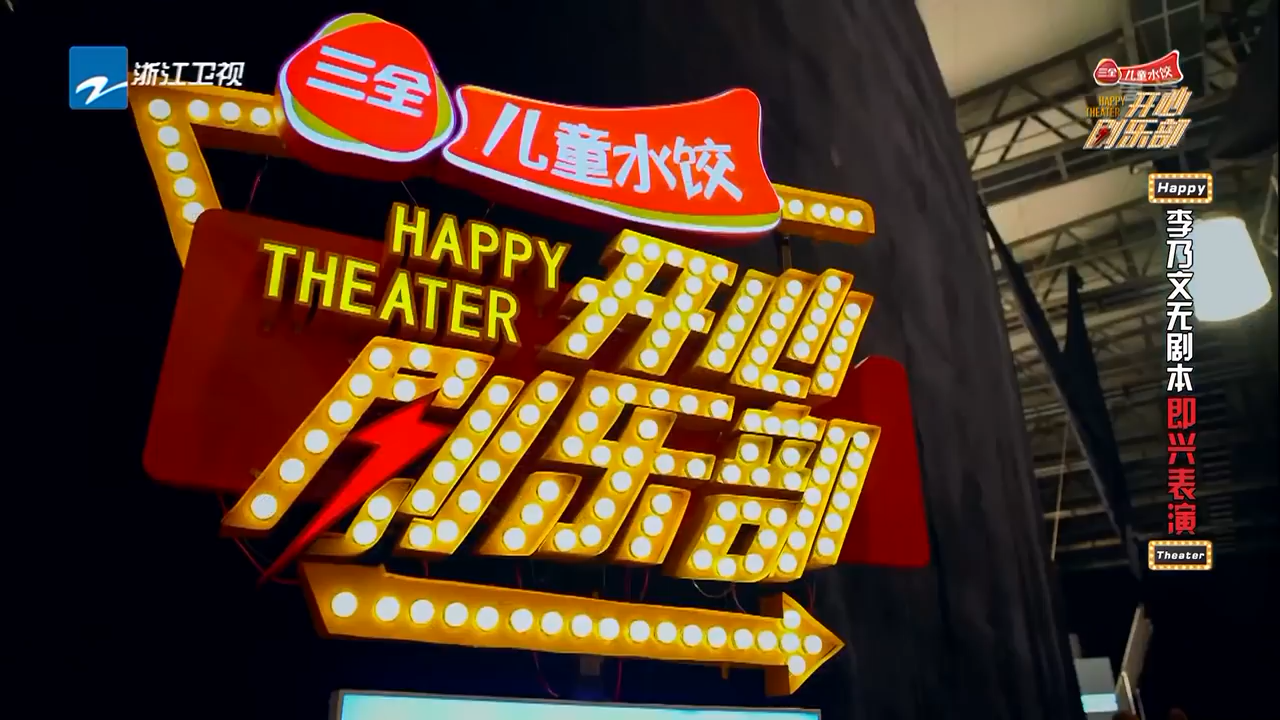 浙江卫视
三全
儿童水饺
HAPPY
THEATER
开心
剧乐部
三全
儿童水饺
HAPPY
THEATER
开心
剧乐部
Happy
李乃文无剧本即兴表演
Theater